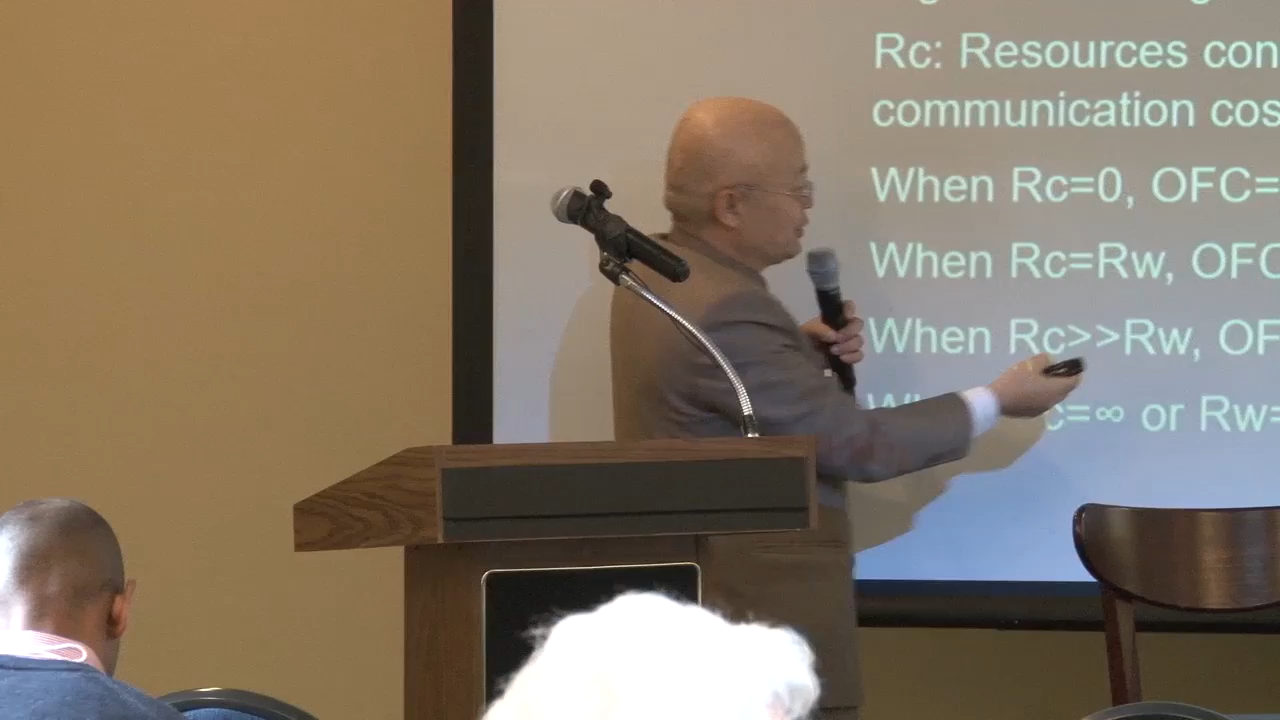 Rc: Resources con
communication cos
When Rc=0, OFC=
When Rc=Rw, OFC
When Rc>>Rw, OF
c=∞ or Rw=